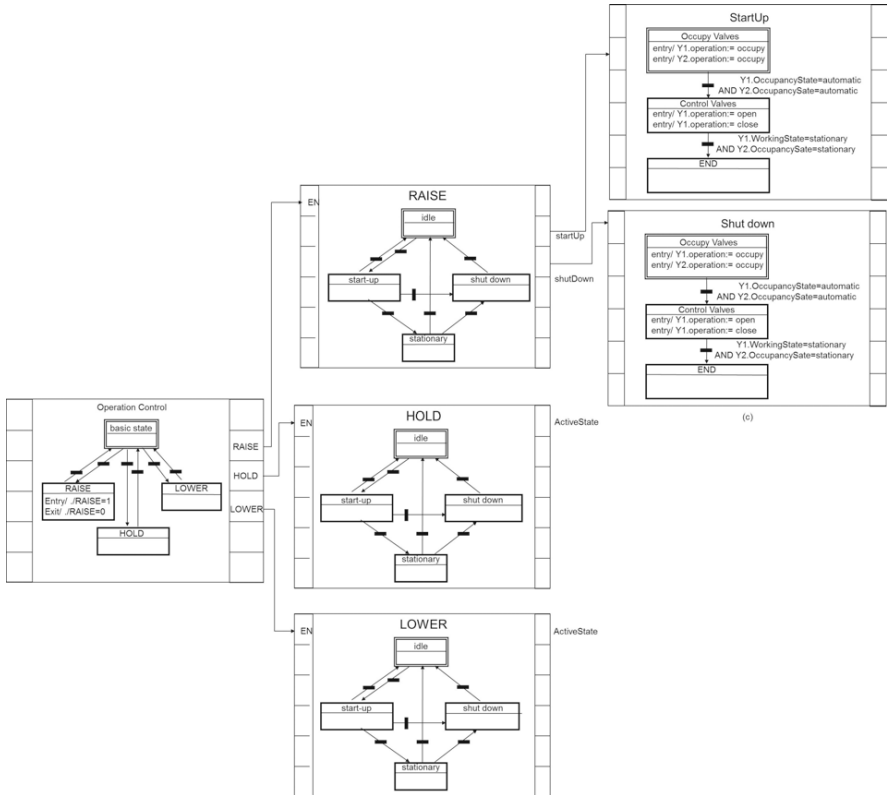 StartUp
Occupy Valves
entry/ Y1.operation:= occupy
entry/ Y2.operation:= occupy
Y1.OccupancyState=automatic
AND Y2.OccupancySate=automatic
Control Valves
entry/ Y1.operation:= open
entry/ Y1.operation:= close
Y1.WorkingState=stationary
AND Y2.OccupancySate=stationary
END
Shut down
Occupy Valves
entry/ Y1.operation:= occupy
entry/ Y2.operation:= occupy
Y1.OccupancyState=automatic
AND Y2.OccupancySate=automatic
Control Valves
entry/ Y1.operation:= open
entry/ Y1.operation:= close
Y1.WorkingState=stationary
AND Y2.OccupancySate=stationary
END
(c)
RAISE
EN
idle
start-up
shut down
stationary
startUp
shutDown
Operation Control
basic state
RAISE
Entry/ ./RAISE=1
Exit/ ./RAISE=0
LOWER
HOLD
RAISE
HOLD
LOWER
HOLD
EN
idle
start-up
shut down
stationary
ActiveState
LOWER
EN
idle
start-up
shut down
stationary
ActiveState